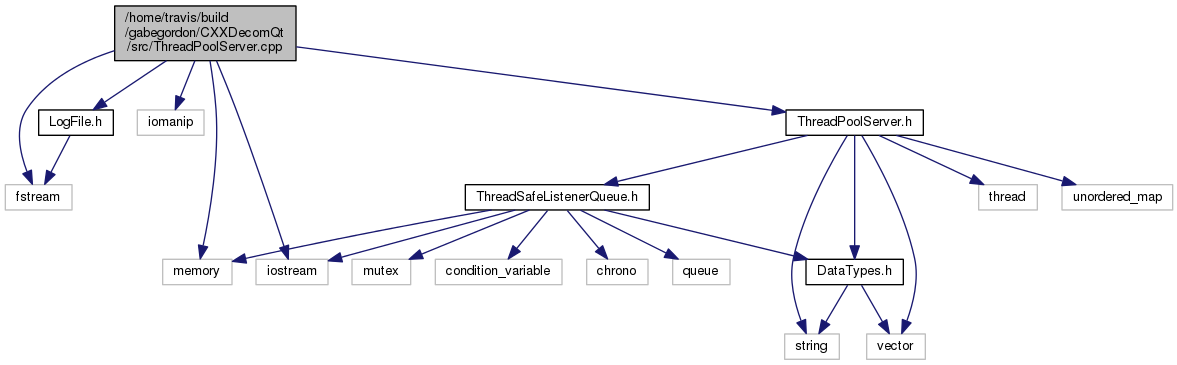 /home/travis/build
/gabegordon/CXXDecomQt
/src/ThreadPoolServer.cpp
LogFile.h
iomanip
ThreadPoolServer.h
fstream
ThreadSafeListenerQueue.h
thread
unordered_map
memory
iostream
mutex
condition_variable
chrono
queue
DataTypes.h
string
vector